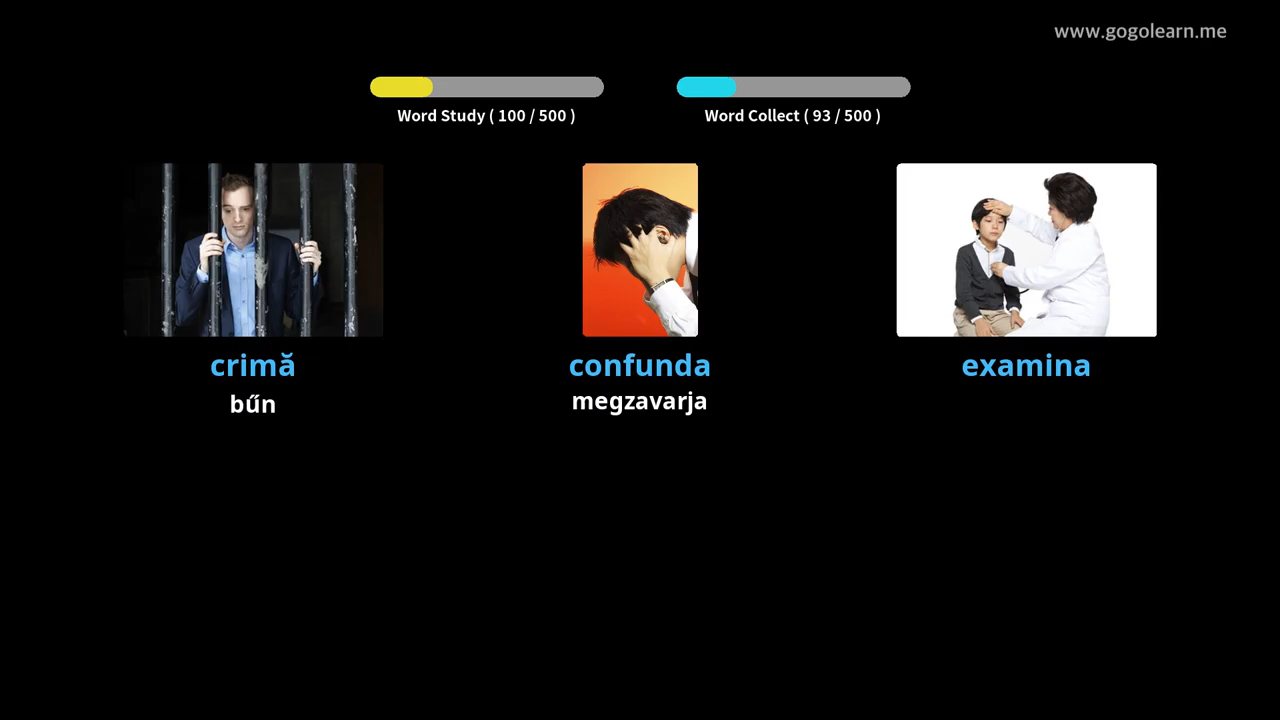 www.gogolearn.me
Word Study ( 100 / 500 )
Word Collect ( 93 / 500 )
crimă
confunda
examina
bűn
megzavarja